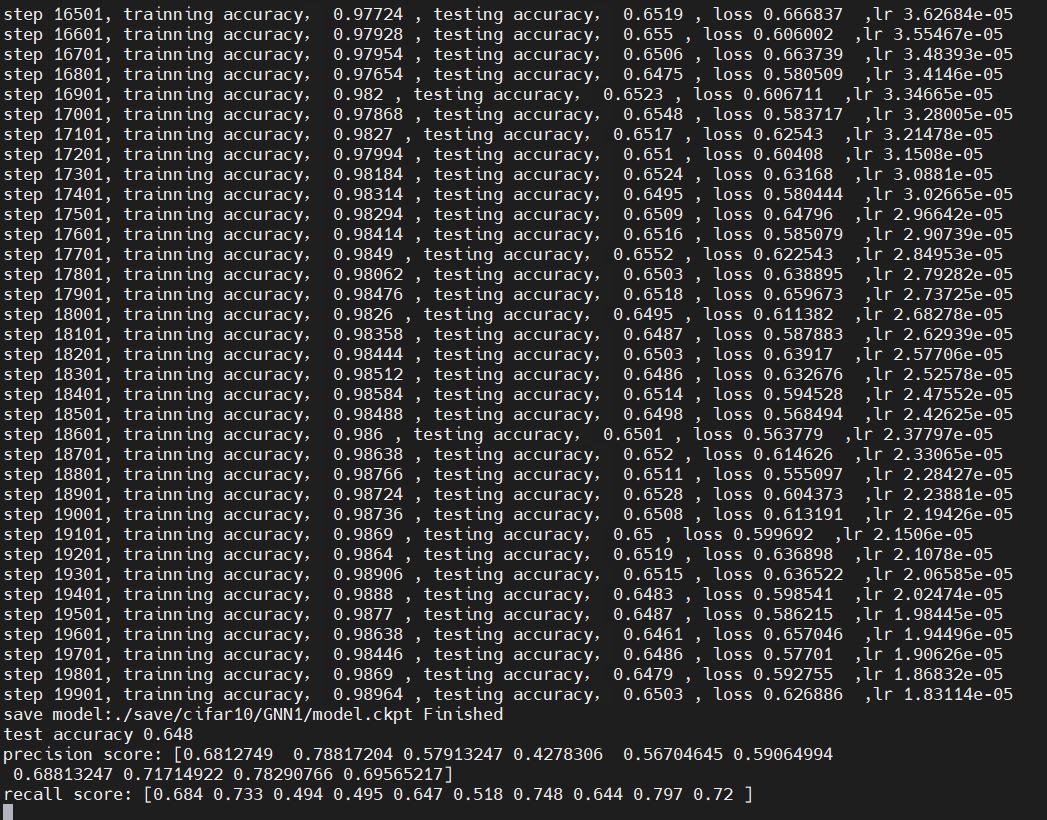 step 16501, trainning accuracy， 0.97724 , testing accuracy， 0.6519 , loss 0.666837 ,lr 3.62684e-05
step 16601, trainning accuracy， 0.97928 , testing accuracy， 0.655 , loss 0.606002 ,lr 3.55467e-05
step 16701, trainning accuracy， 0.97954 , testing accuracy， 0.6506 , loss 0.663739 ,lr 3.48393e-05
step 16801, trainning accuracy， 0.97654 , testing accuracy， 0.6475 , loss 0.580509 ,lr 3.4146e-05
step 16901, trainning accuracy， 0.982 , testing accuracy， 0.6523 , loss 0.606711 ,lr 3.34665e-05
step 17001, trainning accuracy， 0.97868 , testing accuracy， 0.6548 , loss 0.583717 ,lr 3.28005e-05
step 17101, trainning accuracy， 0.9827 , testing accuracy， 0.6517 , loss 0.62543 ,lr 3.21478e-05
step 17201, trainning accuracy， 0.97994 , testing accuracy， 0.651 , loss 0.60408 ,lr 3.1508e-05
step 17301, trainning accuracy， 0.98184 , testing accuracy， 0.6524 , loss 0.63168 ,lr 3.0881e-05
step 17401, trainning accuracy， 0.98314 , testing accuracy， 0.6495 , loss 0.580444 ,lr 3.02665e-05
step 17501, trainning accuracy， 0.98294 , testing accuracy， 0.6509 , loss 0.64796 ,lr 2.96642e-05
step 17601, trainning accuracy， 0.98414 , testing accuracy， 0.6516 , loss 0.585079 ,lr 2.90739e-05
step 17701, trainning accuracy， 0.9849 , testing accuracy， 0.6552 , loss 0.622543 ,lr 2.84953e-05
step 17801, trainning accuracy， 0.98062 , testing accuracy， 0.6503 , loss 0.638895 ,lr 2.79282e-05
step 17901, trainning accuracy， 0.98476 , testing accuracy， 0.6518 , loss 0.659673 ,lr 2.73725e-05
step 18001, trainning accuracy， 0.9826 , testing accuracy， 0.6495 , loss 0.611382 ,lr 2.68278e-05
step 18101, trainning accuracy， 0.98358 , testing accuracy， 0.6487 , loss 0.587883 ,lr 2.62939e-05
step 18201, trainning accuracy， 0.98444 , testing accuracy， 0.6503 , loss 0.63917 ,lr 2.57706e-05
step 18301, trainning accuracy， 0.98512 , testing accuracy， 0.6486 , loss 0.632676 ,lr 2.52578e-05
step 18401, trainning accuracy， 0.98584 , testing accuracy， 0.6514 , loss 0.594528 ,lr 2.47552e-05
step 18501, trainning accuracy， 0.98488 , testing accuracy， 0.6498 , loss 0.568494 ,lr 2.42625e-05
step 18601, trainning accuracy， 0.986 , testing accuracy， 0.6501 , loss 0.563779 ,lr 2.37797e-05
step 18701, trainning accuracy， 0.98638 , testing accuracy， 0.652 , loss 0.614626 ,lr 2.33065e-05
step 18801, trainning accuracy， 0.98766 , testing accuracy， 0.6511 , loss 0.555097 ,lr 2.28427e-05
step 18901, trainning accuracy， 0.98724 , testing accuracy， 0.6528 , loss 0.604373 ,lr 2.23881e-05
step 19001, trainning accuracy， 0.98736 , testing accuracy， 0.6508 , loss 0.613191 ,lr 2.19426e-05
step 19101, trainning accuracy， 0.9869 , testing accuracy， 0.65 , loss 0.599692 ,lr 2.1506e-05
step 19201, trainning accuracy， 0.9864 , testing accuracy， 0.6519 , loss 0.636898 ,lr 2.1078e-05
step 19301, trainning accuracy， 0.98906 , testing accuracy， 0.6515 , loss 0.636522 ,lr 2.06585e-05
step 19401, trainning accuracy， 0.9888 , testing accuracy， 0.6483 , loss 0.598541 ,lr 2.02474e-05
step 19501, trainning accuracy， 0.9877 , testing accuracy， 0.6487 , loss 0.586215 ,lr 1.98445e-05
step 19601, trainning accuracy， 0.98638 , testing accuracy， 0.6461 , loss 0.657046 ,lr 1.94496e-05
step 19701, trainning accuracy， 0.98446 , testing accuracy， 0.6486 , loss 0.57701 ,lr 1.90626e-05
step 19801, trainning accuracy， 0.9869 , testing accuracy， 0.6479 , loss 0.592755 ,lr 1.86832e-05
step 19901, trainning accuracy， 0.98964 , testing accuracy， 0.6503 , loss 0.626886 ,lr 1.83114e-05
save model:./save/cifar10/GNN1/model.ckpt Finished
test accuracy 0.648
precision score: [0.6812749 0.78817204 0.57913247 0.4278306 0.56704645 0.59064994
0.68813247 0.71714922 0.78290766 0.69565217]
recall score: [0.684 0.733 0.494 0.495 0.647 0.518 0.748 0.644 0.797 0.72 ]